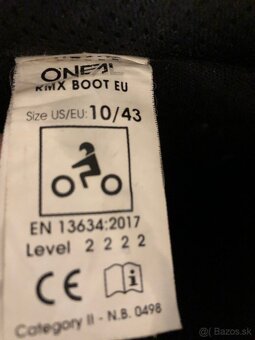 O'NEAL
RMX BOOT EU
Size US/EU: 10/43
EN 13634:2017
Level 2 2 2 2
CE
i
Category II - N.B. 0498
Bazos.sk